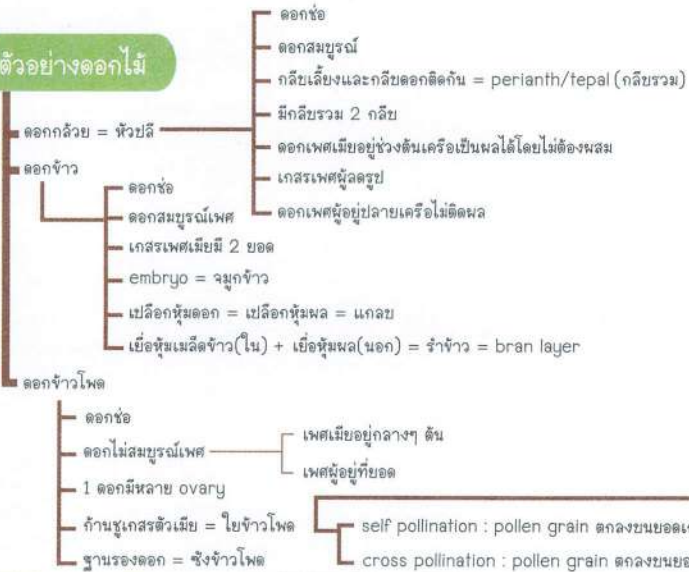 ตัวอย่างดอกไม้
ดอกกล้วย = หัวปลี
ดอกช่อ
ดอกสมบูรณ์
กลีบเลี้ยงและกลีบดอกติดกัน = perianth/tepal (กลีบรวม)
มีกลีบรวม 2 กลีบ
ดอกเพศเมียอยู่ช่วงต้นเครือเป็นผลได้โดยไม่ต้องผสม
เกสรเพศผู้ลดรูป
ดอกเพศผู้อยู่ปลายเครือไม่ติดผล
ดอกข้าว
ดอกช่อ
ดอกสมบูรณ์เพศ
เกสรเพศเมียมี 2 ยอด
embryo = จมูกข้าว
เปลือกหุ้มดอก = เปลือกหุ้มผล = แกลบ
เยื่อหุ้มเมล็ดข้าว(ใน) + เยื่อหุ้มผล(นอก) = รำข้าว = bran layer
ดอกข้าวโพด
ดอกช่อ
ดอกไม่สมบูรณ์เพศ
เพศเมียอยู่กลางๆ ต้น
เพศผู้อยู่ที่ยอด
1 ดอกมีหลาย ovary
ก้านชูเกสรตัวเมีย = ใยข้าวโพด
ฐานรองดอก = ซังข้าวโพด
self pollination : pollen grain ตกลงบนยอด
cross pollination : pollen grain ตกลงบนยอ